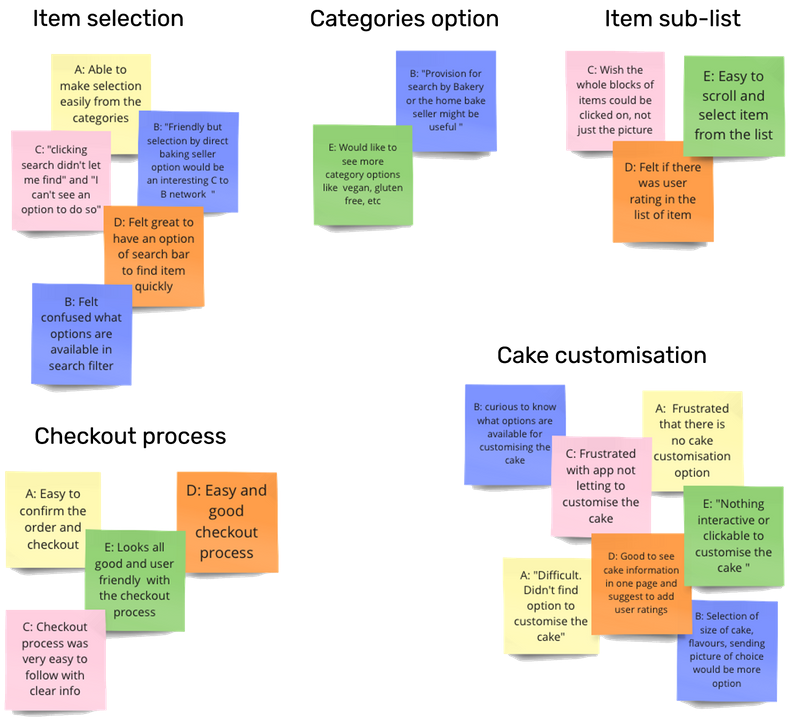 Item selection
A: Able to
make selection
easily from the
categories
B: "Friendly but
selection by direct
baking seller
option would be
an interesting C to
B network "
C: "clicking
search didn't let
me find" and "I
can't see an
option to do so"
D: Felt great to
have an option
of search bar
to find item
quickly
B: Felt
confused what
options are
available in
search filter
Categories option
B: "Provision for
search by Bakery
or the home bake
seller might be
useful "
E: Would like to
see more
category options
like vegan, gluten
free, etc
Item sub-list
C: Wish the
whole blocks of
items could be
clicked on, not
just the picture
E: Easy to
scroll and
select item
from the list
D: Felt if there
was user
rating in the
list of item
Checkout process
A: Easy to
confirm the
order and
checkout
D: Easy and
good
checkout
process
E: Looks all
good and user
friendly with
the checkout
process
C: Checkout
process was
very easy to
follow with
clear info
Cake customisation
B: curious to know
what options are
available for
customising the
cake
A: Frustrated
that there is
no cake
customisation
option
C: Frustrated
with app not
letting to
customise the
cake
E: "Nothing
interactive or
clickable to
customise the
cake "
D: Good to see
cake information
in one page and
suggest to add
user ratings
A: "Difficult.
Didn't find
option to
customise the
cake"
B: Selection of
size of cake,
flavours, sending
picture of choice
would be more
option